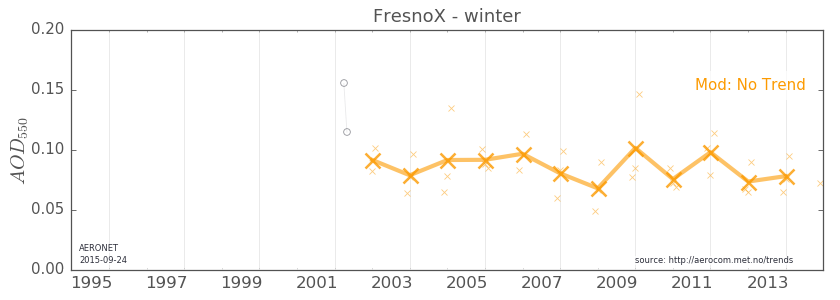 FresnoX - winter
0.20
0.15
0.10
0.05
0.00
AOD550
Mod: No Trend
AERONET
2015-09-24
source: http://aerocom.met.no/trends
1995 1997 1999 2001 2003 2005 2007 2009 2011 2013